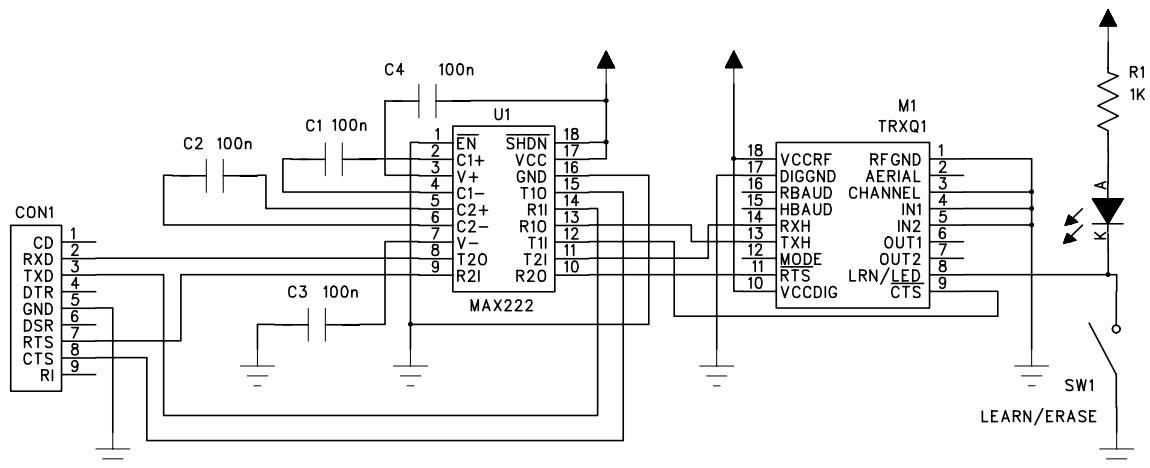 C4 100n
C1 100n
C2 100n
C3 100n
CON1
CD 1
RXD 2
TXD 3
DTR 4
GND 5
DSR 6
RTS 7
CTS 8
RI 9
U1
1 EN SHDN 18
2 C1+ VCC 17
3 V+ GND 16
4 C1- T1O 15
5 C2+ R1I 14
6 C2- R1O 13
7 V- T1I 12
8 T2O T2I 11
9 R2I R2O 10
MAX222
M1
TRXQ1
18 VCCRF RFGND 1
17 DIGGND AERIAL 2
16 RBAUD CHANNEL 3
15 HBAUD IN1 4
14 RXH IN2 5
13 TXH OUT1 6
12 MODE OUT2 7
11 RTS LRN/LED 8
10 VCCDIG CTS 9
R1
1K
A
K
SW1
LEARN/ERASE